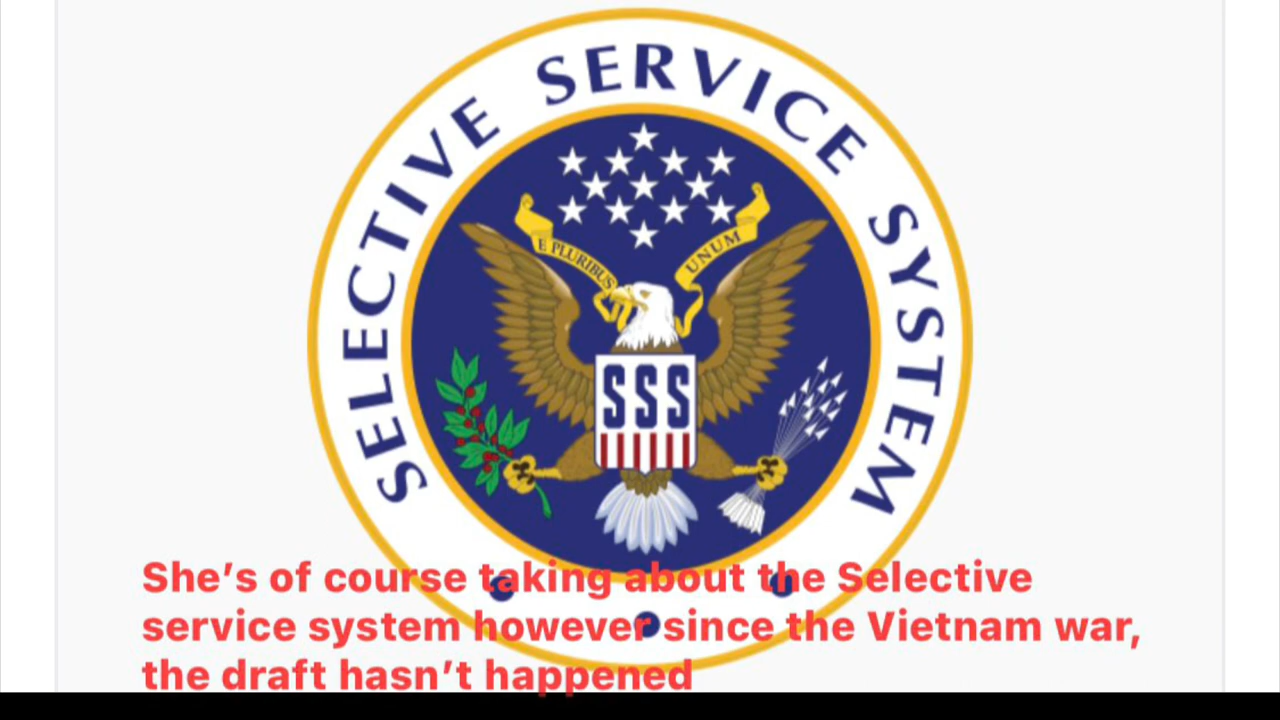 SELECTIVE SERVICE SYSTEM
E PLURIBUS UNUM
SSS
She’s of course taking about the Selective
service system however since the Vietnam war,
the draft hasn’t happened